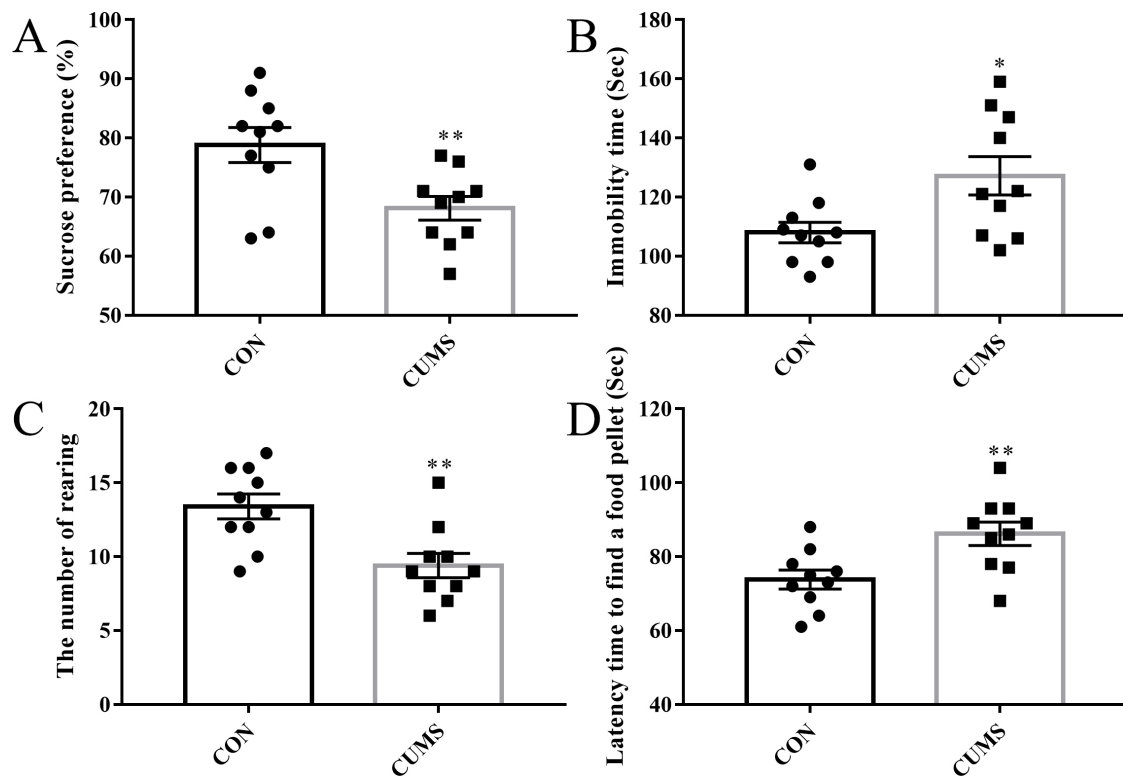 A
Sucrose preference (%)
100
90
80
70
60
50
**
CON
CUMS
B
Immobility time (Sec)
180
160
140
120
100
80
*
CON
CUMS
C
The number of rearing
20
15
10
5
0
**
CON
CUMS
D
Latency time to find a food pellet (Sec)
120
100
80
60
40
**
CON
CUMS